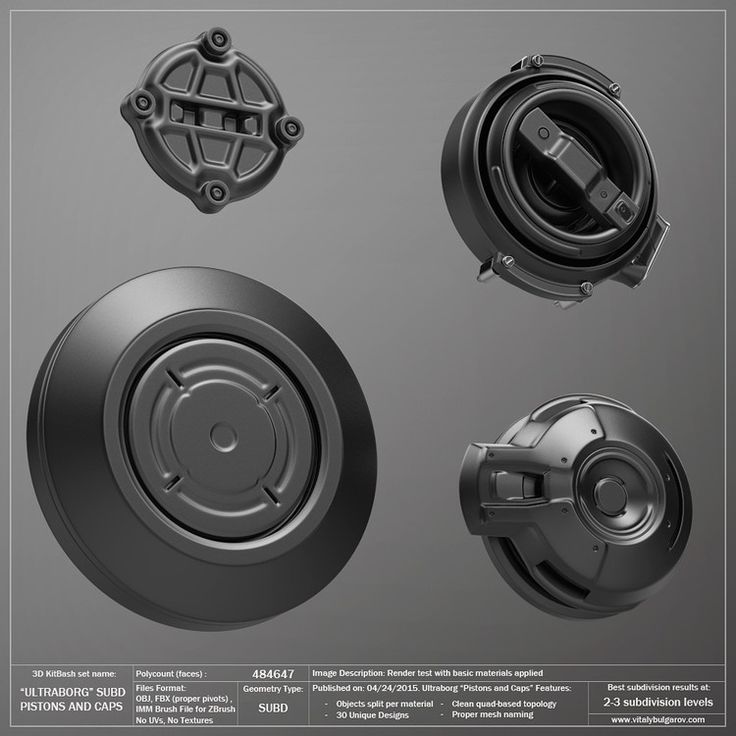 3D KitBash set name:
"ULTRABORG" SUBD
PISTONS AND CAPS
Polycount (faces) :
484647
Files Format:
OBJ, FBX (proper pivots) ,
IMM Brush File for ZBrush
No UVs, No Textures
Geometry Type:
SUBD
Image Description: Render test with basic materials applied
Published on: 04/24/2015. Ultraborg "Pistons and Caps" Features:
- Objects split per material
- 30 Unique Designs
- Clean quad-based topology
- Proper mesh naming
Best subdivision results at:
2-3 subdivision levels
www.vitalybulgarov.com